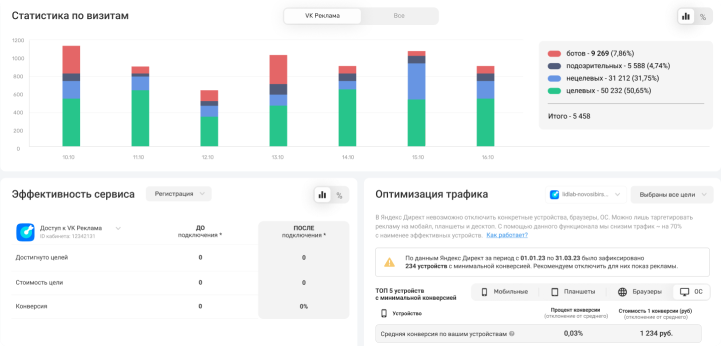 Статистика по визитам
VK Реклама
Все
%
1200
1000
800
600
400
200
0
10.10
11.10
12.10
13.10
14.10
15.10
16.10
ботов - 9 269 (7,86%)
подозрительных - 5 588 (4,74%)
нецелевых - 31 212 (31,75%)
целевых - 50 232 (50,65%)
Итого - 5 458
Эффективность сервиса
Регистрация
%
Доступ к VK Реклама
ID кабинета: 12342131
ДО
подключения *
ПОСЛЕ
подключения *
Достигнуто целей
0
0
Стоимость цели
0
0
Конверсия
0
0%
Оптимизация трафика
lidlab-novosibirs...
Выбраны все цели
В Яндекс Директ невозможно отключить конкретные устройства, браузеры, ОС. Можно лишь таргетировать
рекламу на мобайл, планшеты и десктоп. С помощью данного функционала мы снизим трафик ~ на 70%
с наименее эффективных устройств. Как работает?
По данным Яндекс Директ за период с 01.01.23 по 31.03.23 было зафиксировано
234 устройств с минимальной конверсией. Рекомендуем отключить для них показ рекламы.
ТОП 5 устройств
с минимальной конверсией
Мобильные
Планшеты
Браузеры
ОС
Устройство
Процент конверсии
(отклонение от среднего)
Стоимость 1 конверсии (руб)
(отклонение от среднего)
Средняя конверсия по вашим устройствам
0,03%
1 234 руб.